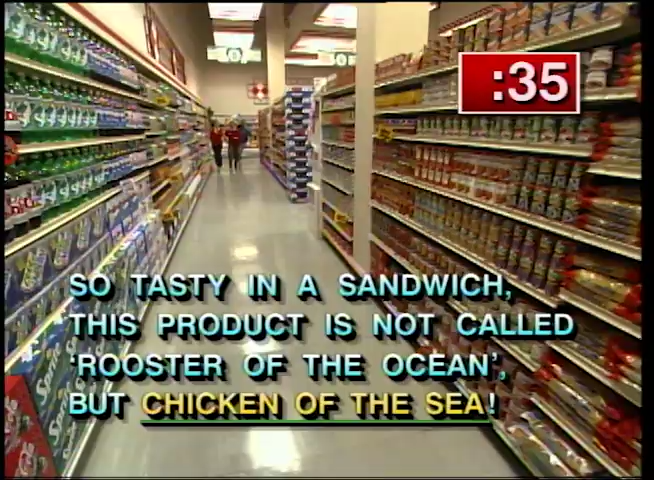 :35
Sprite
SO TASTY IN A SANDWICH,
THIS PRODUCT IS NOT CALLED
'ROOSTER OF THE OCEAN',
BUT CHICKEN OF THE SEA!